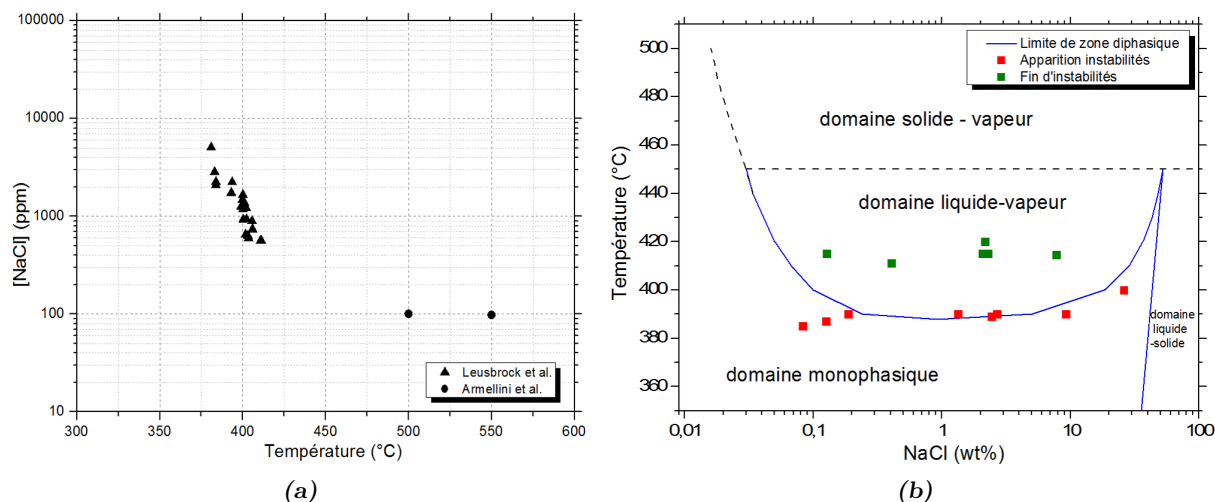 100000
10000
1000
100
10
[NaCl] (ppm)
Leusbrock et al.
Armellini et al.
300 350 400 450 500 550 600
Température (°C)
(a)
500
480
460
440
420
400
380
360
Température (°C)
Limite de zone diphasique
Apparition instabilités
Fin d'instabilités
domaine solide - vapeur
domaine liquide-vapeur
domaine
liquide
-solide
domaine monophasique
0,01 0,1 1 10 100
NaCl (wt%)
(b)